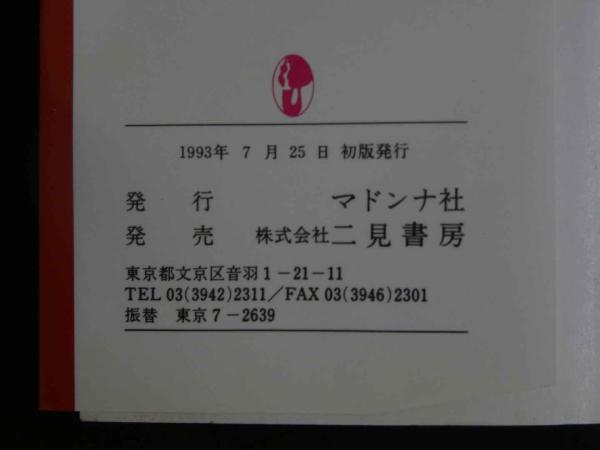 1993年 7 月 25 日 初版発行
発 行 マドンナ社
発 売 株式会社 二見書房
東京都文京区音羽1－21－11
TEL 03(3942)2311／FAX 03(3946)2301
振替 東京7－2639